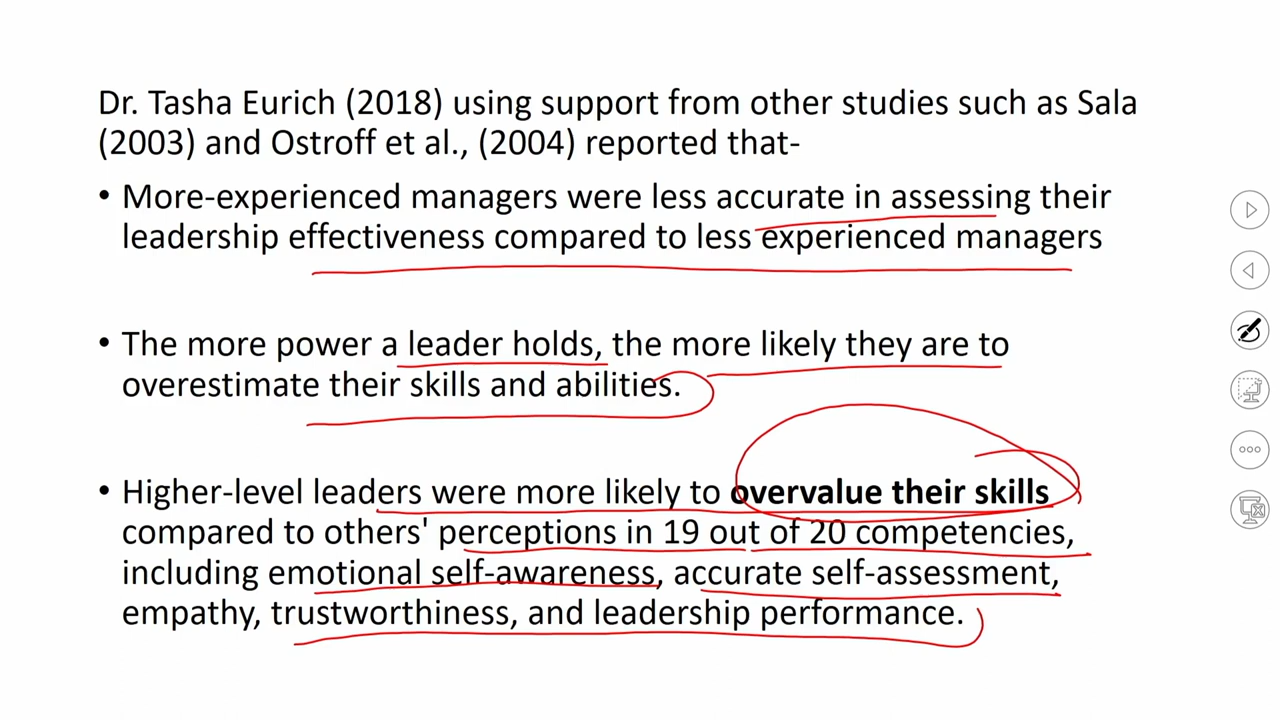 Dr. Tasha Eurich (2018) using support from other studies such as Sala
(2003) and Ostroff et al., (2004) reported that-
• More-experienced managers were less accurate in assessing their
leadership effectiveness compared to less experienced managers
• The more power a leader holds, the more likely they are to
overestimate their skills and abilities.
• Higher-level leaders were more likely to overvalue their skills
compared to others' perceptions in 19 out of 20 competencies,
including emotional self-awareness, accurate self-assessment,
empathy, trustworthiness, and leadership performance.